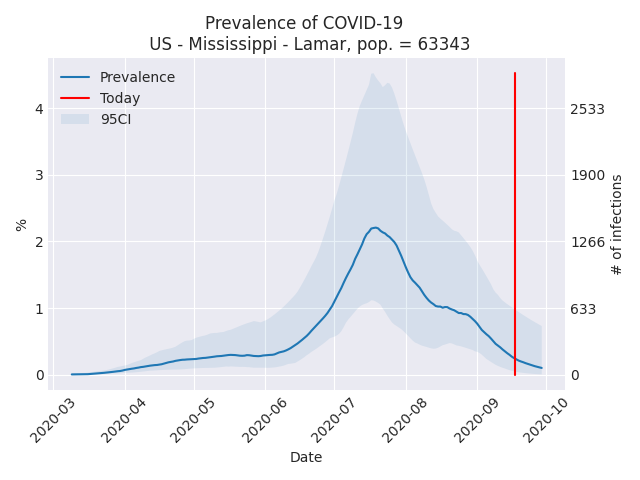 Prevalence of COVID-19
US - Mississippi - Lamar, pop. = 63343
Prevalence
Today
95CI
%
4
3
2
1
0
2533
1900
1266
633
0
# of infections
2020-03
2020-04
2020-05
2020-06
2020-07
2020-08
2020-09
2020-10
Date